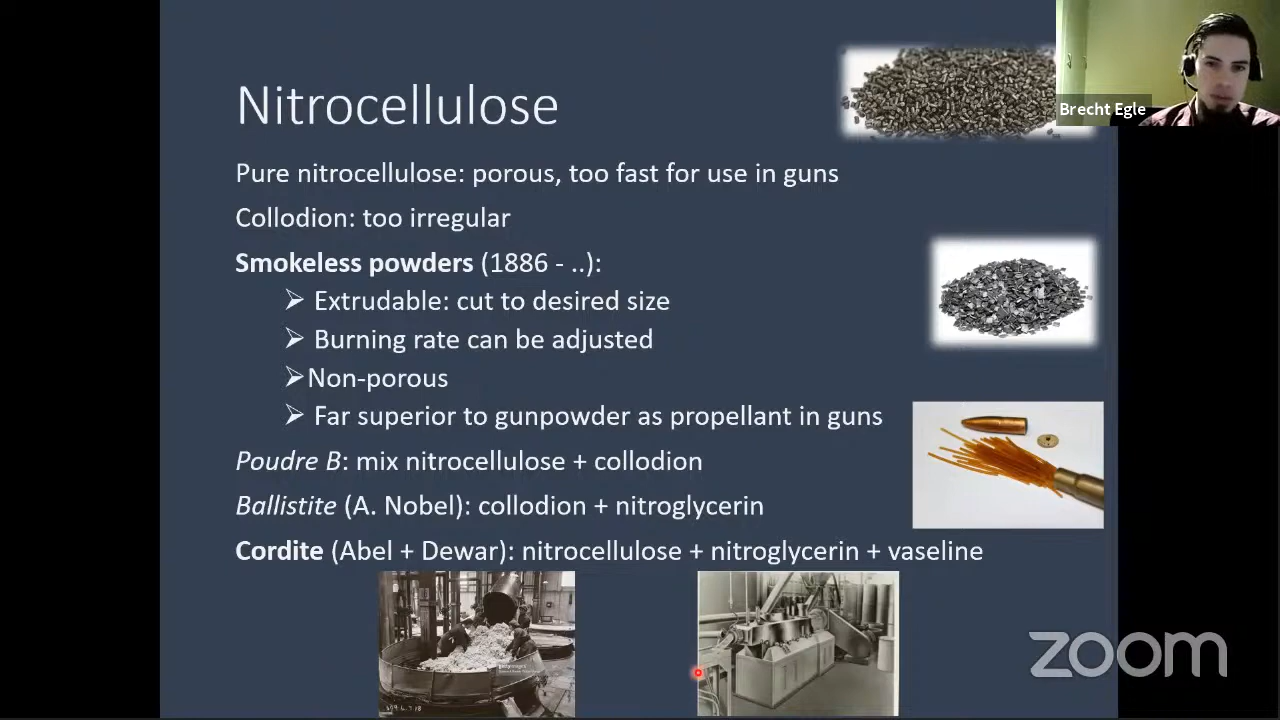 Nitrocellulose
Brecht Egle
Pure nitrocellulose: porous, too fast for use in guns
Collodion: too irregular
Smokeless powders (1886 - ..):
➢ Extrudable: cut to desired size
➢ Burning rate can be adjusted
➢Non-porous
➢ Far superior to gunpowder as propellant in guns
Poudre B: mix nitrocellulose + collodion
Ballistite (A. Nobel): collodion + nitroglycerin
Cordite (Abel + Dewar): nitrocellulose + nitroglycerin + vaseline
zoom